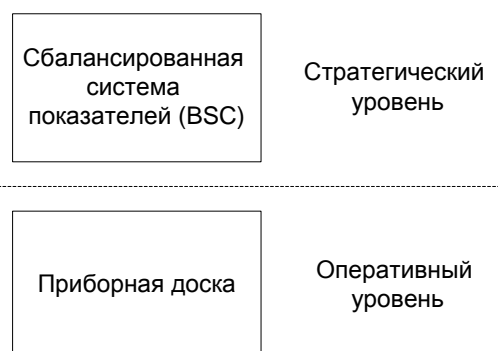 Сбалансированная
система
показателей (BSC)
Стратегический
уровень
Приборная доска
Оперативный
уровень